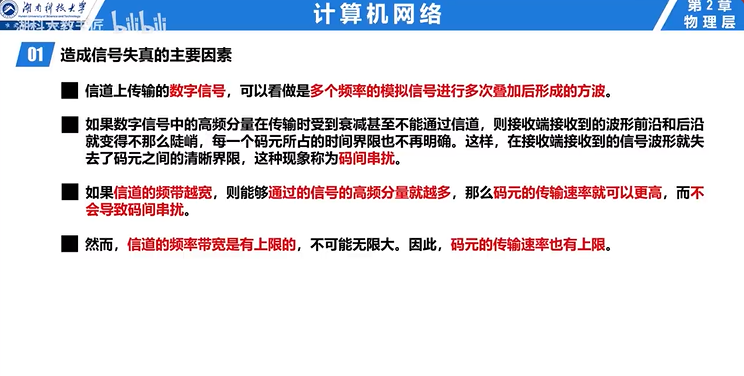 湖南科技大学
计算机网络
第2章
物理层
湖科大教书匠
bilibili
01 造成信号失真的主要因素
信道上传输的数字信号，可以看做是多个频率的模拟信号进行多次叠加后形成的方波。
如果数字信号中的高频分量在传输时受到衰减甚至不能通过信道，则接收端接收到的波形前沿和后沿
就变得不那么陡峭，每一个码元所占的时间界限也不再明确。这样，在接收端接收到的信号波形就失
去了码元之间的清晰界限，这种现象称为码间串扰。
如果信道的频带越宽，则能够通过的信号的高频分量就越多，那么码元的传输速率就可以更高，而不
会导致码间串扰。
然而，信道的频率带宽是有上限的，不可能无限大。因此，码元的传输速率也有上限。